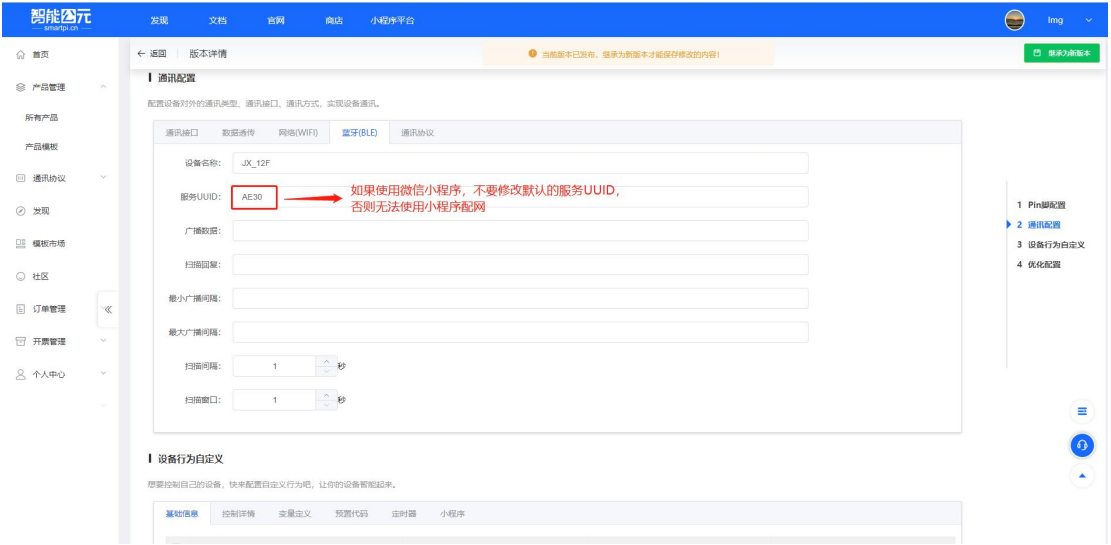 智能公元
smartpi.cn
发现
文档
官网
商店
小程序平台
lmg
首页
产品管理
所有产品
产品模板
通讯协议
发现
模板市场
社区
订单管理
开票管理
个人中心
← 返回
版本详情
当前版本已发布，继承为新版本才能保存修改的内容!
继承为新版本
通讯配置
配置设备对外的通讯类型、通讯接口、通讯方式，实现设备通讯。
通讯接口
数据透传
网络(WIFI)
蓝牙(BLE)
通讯协议
设备名称：
JX_12F
服务UUID：
AE30
如果使用微信小程序，不要修改默认的服务UUID，
否则无法使用小程序配网
广播数据：
扫描回复：
最小广播间隔：
最大广播间隔：
扫描间隔：
1
秒
扫描窗口：
1
秒
1 Pin脚配置
2 通讯配置
3 设备行为自定义
4 优化配置
设备行为自定义
想要控制自己的设备，快来配置自定义行为吧，让你的设备智能起来。
基础信息
控制详情
变量定义
预置代码
定时器
小程序